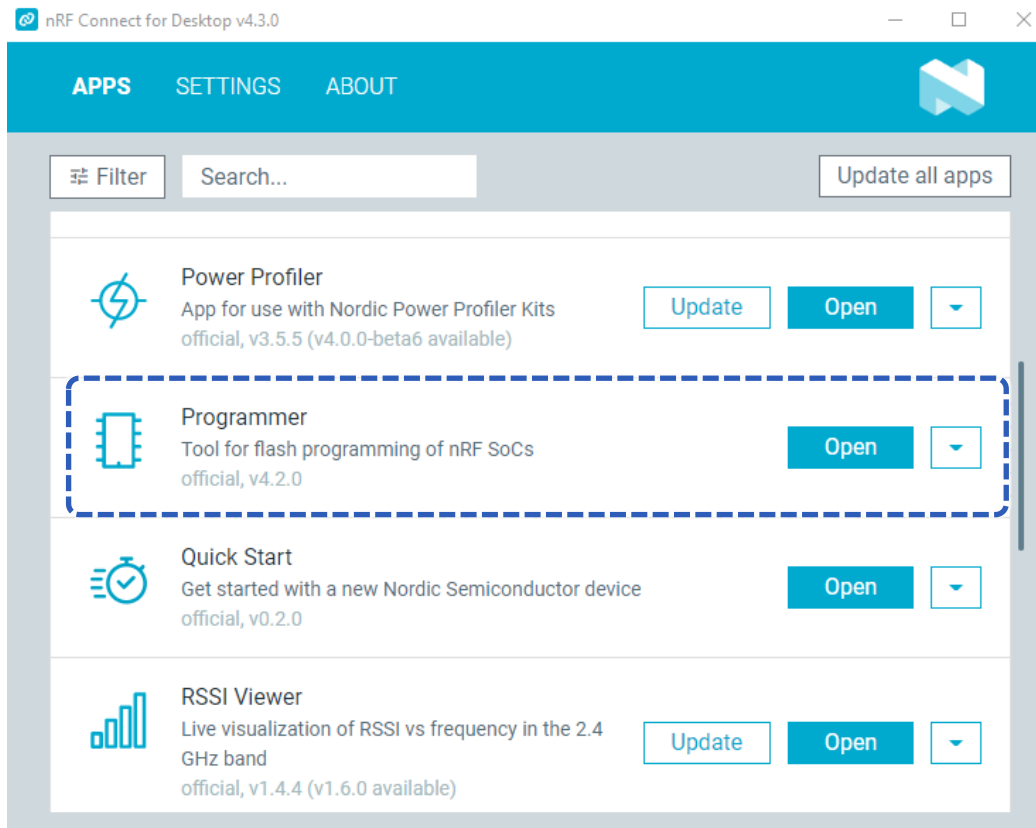 nRF Connect for Desktop v4.3.0
APPS SETTINGS ABOUT
Filter Search... Update all apps
Power Profiler
App for use with Nordic Power Profiler Kits
official, v3.5.5 (v4.0.0-beta6 available)
Update Open
Programmer
Tool for flash programming of nRF SoCs
official, v4.2.0
Open
Quick Start
Get started with a new Nordic Semiconductor device
official, v0.2.0
Open
RSSI Viewer
Live visualization of RSSI vs frequency in the 2.4
GHz band
official, v1.4.4 (v1.6.0 available)
Update Open